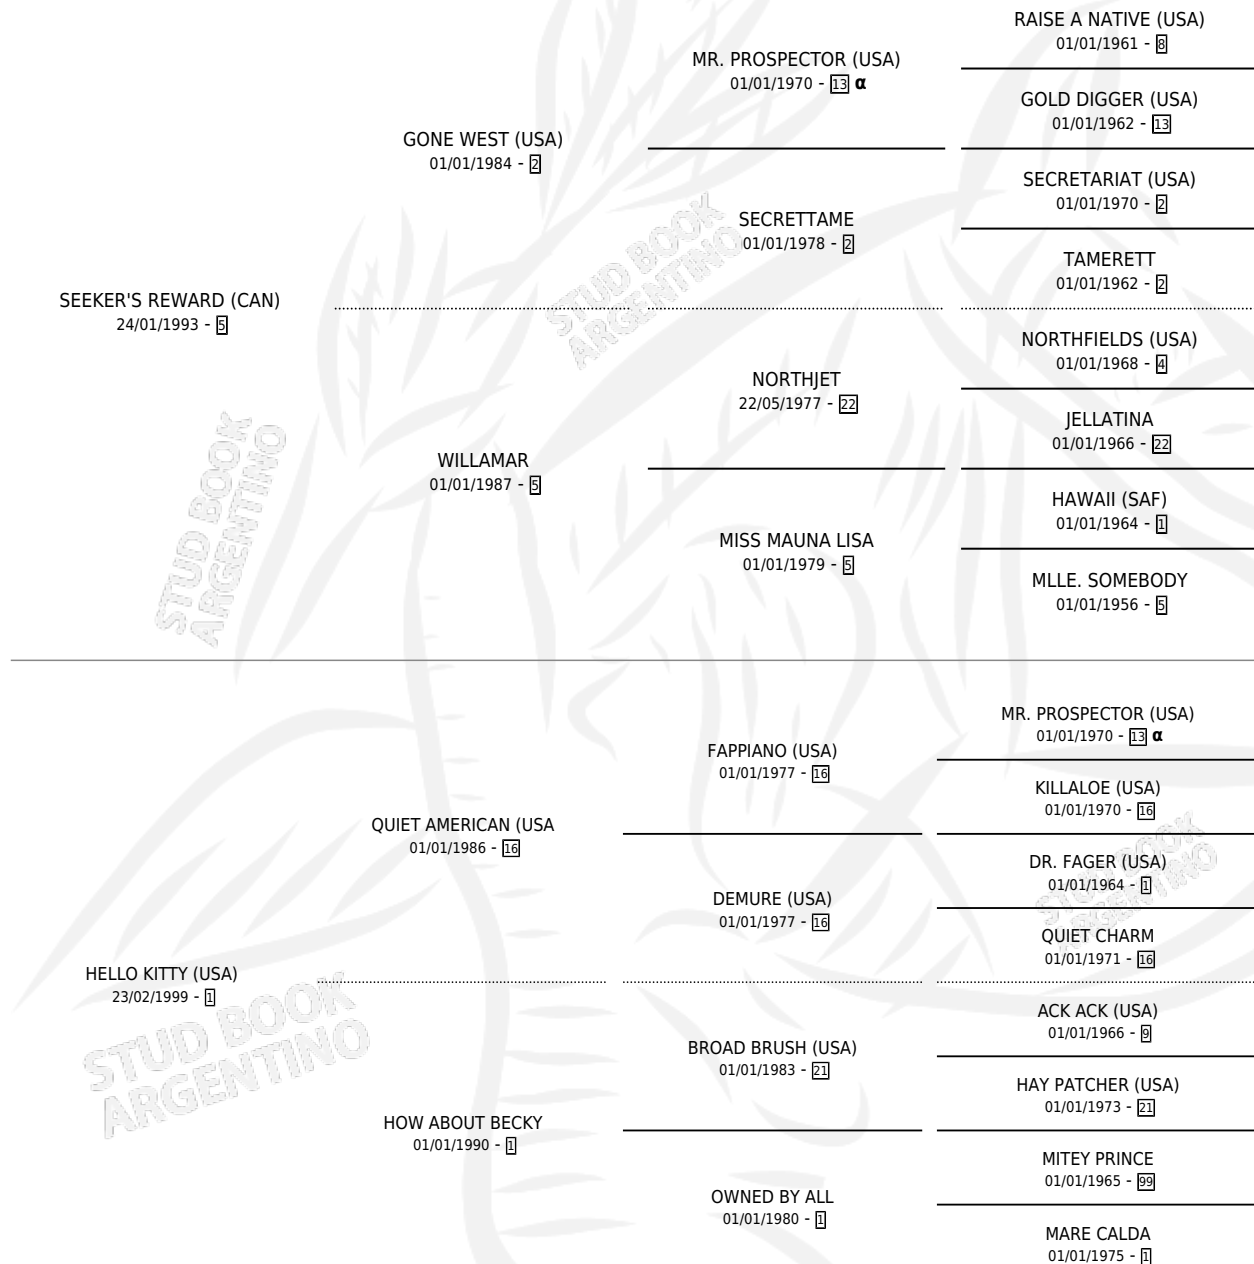 RAISE A NATIVE (USA)
01/01/1961 - 8
MR. PROSPECTOR (USA)
01/01/1970 - 13 α
GOLD DIGGER (USA)
01/01/1962 - 13
GONE WEST (USA)
01/01/1984 - 2
SECRETARIAT (USA)
01/01/1970 - 2
SECRETTAME
01/01/1978 - 2
TAMERETT
01/01/1962 - 2
SEEKER'S REWARD (CAN)
24/01/1993 - 5
STUD BOOK
ARGENTINO
NORTHFIELDS (USA)
01/01/1968 - 4
NORTHJET
22/05/1977 - 22
JELLATINA
01/01/1966 - 22
WILLAMAR
01/01/1987 - 5
HAWAII (SAF)
01/01/1964 - 1
MISS MAUNA LISA
01/01/1979 - 5
MLLE. SOMEBODY
01/01/1956 - 5
STUD BOOK
ARGENTINO
MR. PROSPECTOR (USA)
01/01/1970 - 13 α
FAPPIANO (USA)
01/01/1977 - 16
KILLALOE (USA)
01/01/1970 - 16
QUIET AMERICAN (USA
01/01/1986 - 16
DR. FAGER (USA)
01/01/1964 - 1
DEMURE (USA)
01/01/1977 - 16
QUIET CHARM
01/01/1971 - 16
STUD BOOK
ARGENTINO
HELLO KITTY (USA)
23/02/1999 - 1
ACK ACK (USA)
01/01/1966 - 9
BROAD BRUSH (USA)
01/01/1983 - 21
HAY PATCHER (USA)
01/01/1973 - 21
STUD BOOK
ARGENTINO
HOW ABOUT BECKY
01/01/1990 - 1
MITEY PRINCE
01/01/1965 - 99
OWNED BY ALL
01/01/1980 - 1
MARE CALDA
01/01/1975 - 1